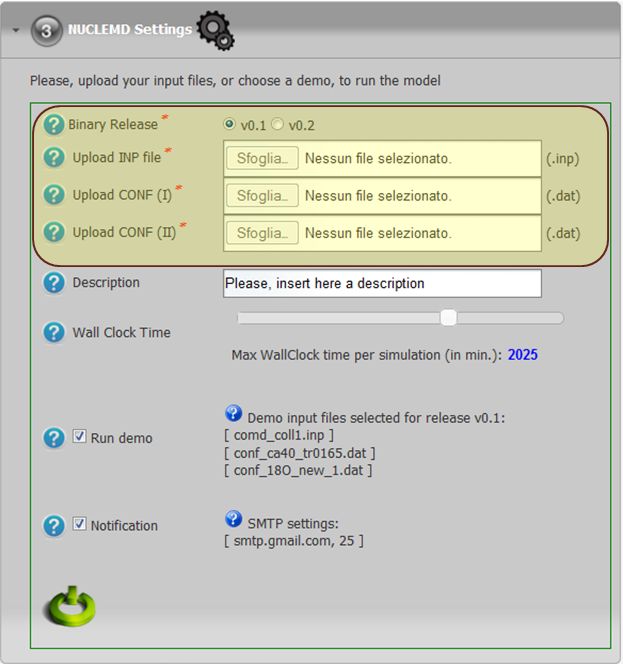 3 NUCLEMD Settings
Please, upload your input files, or choose a demo, to run the model
? Binary Release * v0.1 v0.2
? Upload INP file * Sfoglia... Nessun file selezionato. (.inp)
? Upload CONF (I) * Sfoglia... Nessun file selezionato. (.dat)
? Upload CONF (II) * Sfoglia... Nessun file selezionato. (.dat)
? Description Please, insert here a description
? Wall Clock Time
Max WallClock time per simulation (in min.): 2025
? Run demo ? Demo input files selected for release v0.1:
[ comd_coll1.inp ]
[ conf_ca40_tr0165.dat ]
[ conf_18O_new_1.dat ]
? Notification ? SMTP settings:
[ smtp.gmail.com, 25 ]